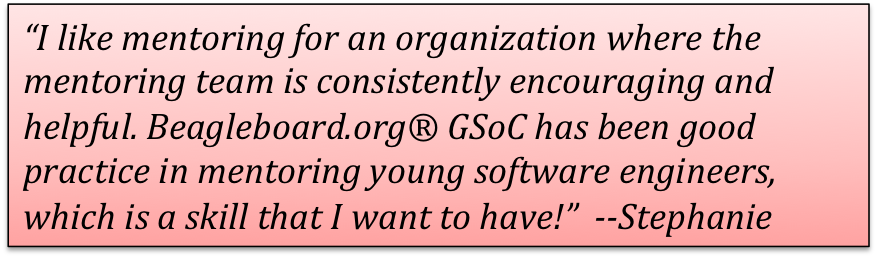 “I like mentoring for an organization where the
mentoring team is consistently encouraging and
helpful. Beagleboard.org® GSoC has been good
practice in mentoring young software engineers,
which is a skill that I want to have!”  --Stephanie